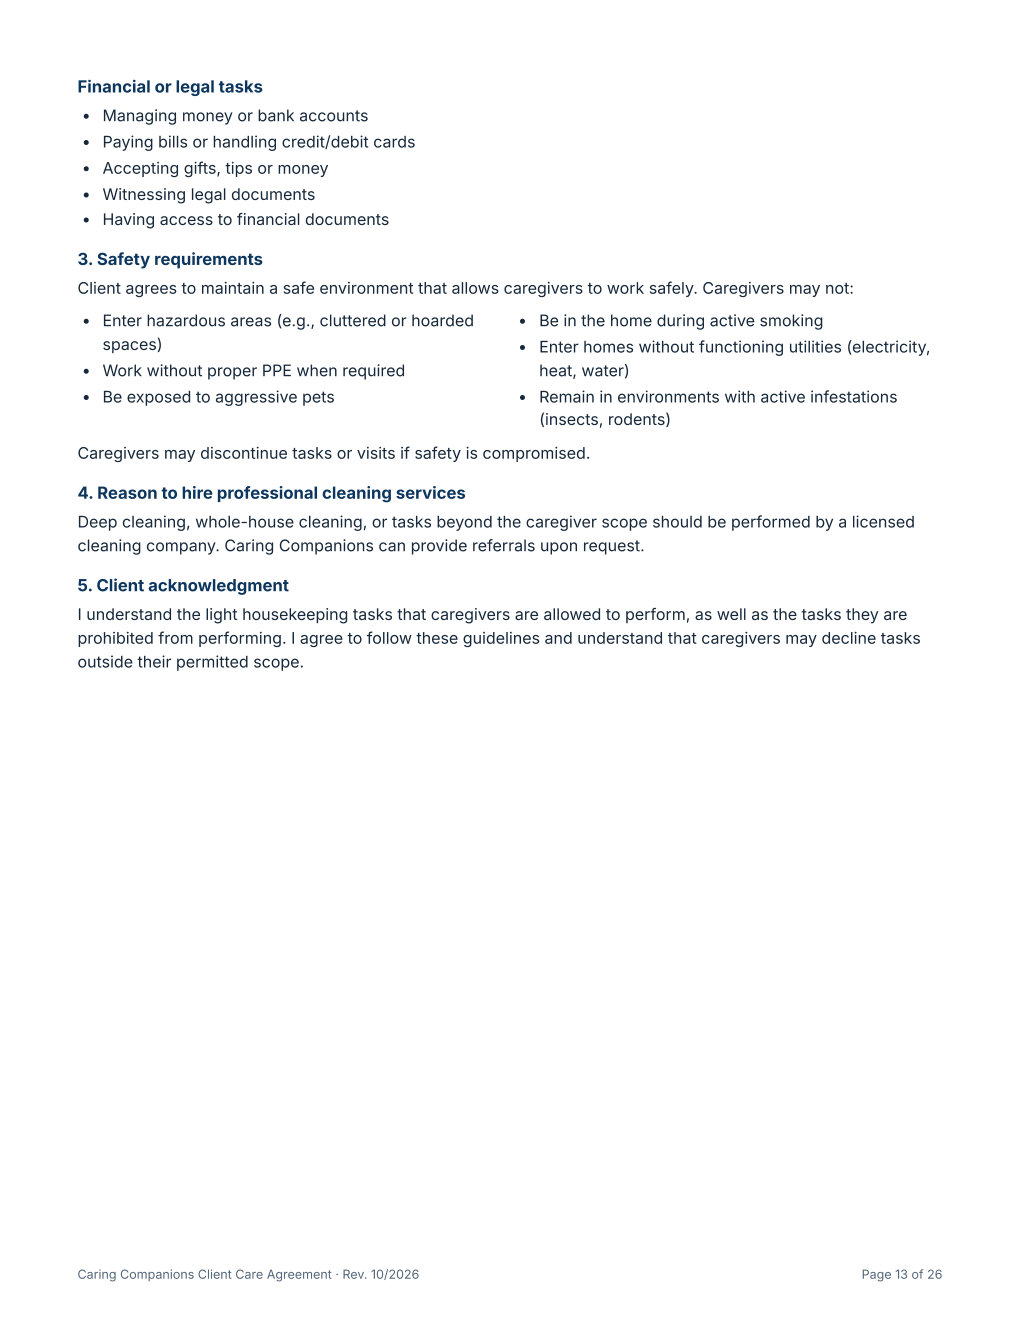 Financial or legal tasks
• Managing money or bank accounts
• Paying bills or handling credit/debit cards
• Accepting gifts, tips or money
• Witnessing legal documents
• Having access to financial documents
3. Safety requirements
Client agrees to maintain a safe environment that allows caregivers to work safely. Caregivers may not:
• Enter hazardous areas (e.g., cluttered or hoarded
spaces)
• Work without proper PPE when required
• Be exposed to aggressive pets
• Be in the home during active smoking
• Enter homes without functioning utilities (electricity,
heat, water)
• Remain in environments with active infestations
(insects, rodents)
Caregivers may discontinue tasks or visits if safety is compromised.
4. Reason to hire professional cleaning services
Deep cleaning, whole-house cleaning, or tasks beyond the caregiver scope should be performed by a licensed
cleaning company. Caring Companions can provide referrals upon request.
5. Client acknowledgment
I understand the light housekeeping tasks that caregivers are allowed to perform, as well as the tasks they are
prohibited from performing. I agree to follow these guidelines and understand that caregivers may decline tasks
outside their permitted scope.
Caring Companions Client Care Agreement · Rev. 10/2026
Page 13 of 26